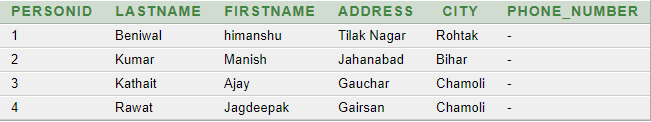 PERSONID LASTNAME FIRSTNAME ADDRESS CITY PHONE_NUMBER
1 Beniwal himanshu Tilak Nagar Rohtak -
2 Kumar Manish Jahanabad Bihar -
3 Kathait Ajay Gauchar Chamoli -
4 Rawat Jagdeepak Gairsan Chamoli -